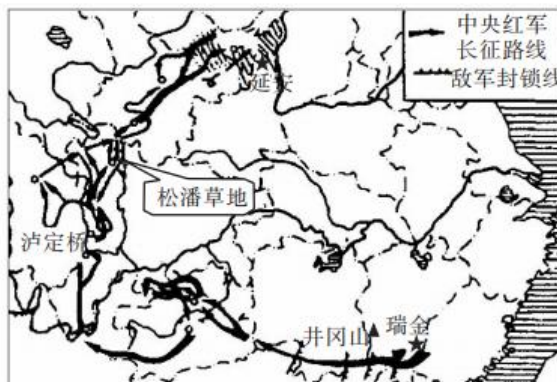 中央红军
长征路线
敌军封锁线
延安
松潘草地
泸定桥
井冈山
瑞金